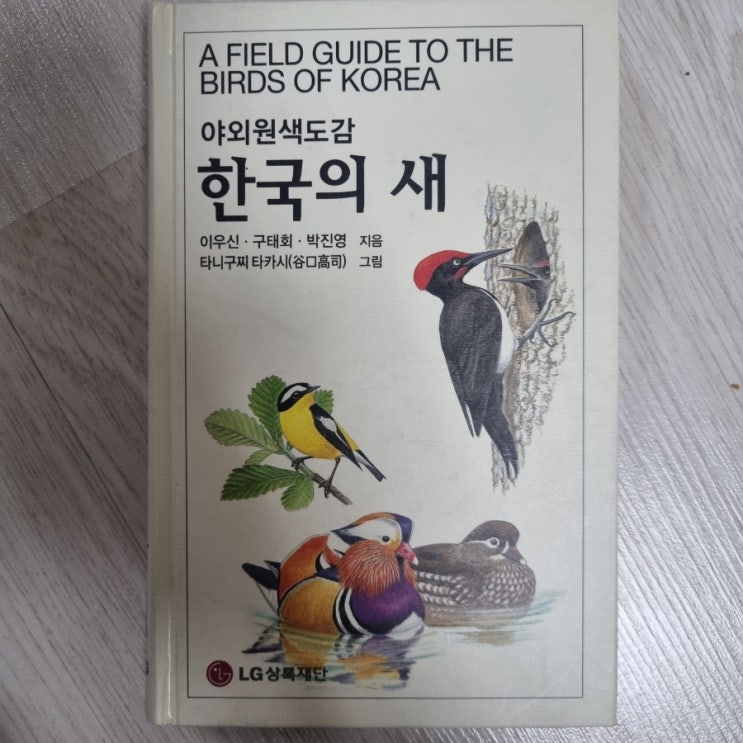 A FIELD GUIDE TO THE
BIRDS OF KOREA
야외원색도감
한국의 새
이우신 · 구태회 · 박진영 지음
타니구찌 타카시(谷口高司) 그림
LG상록재단